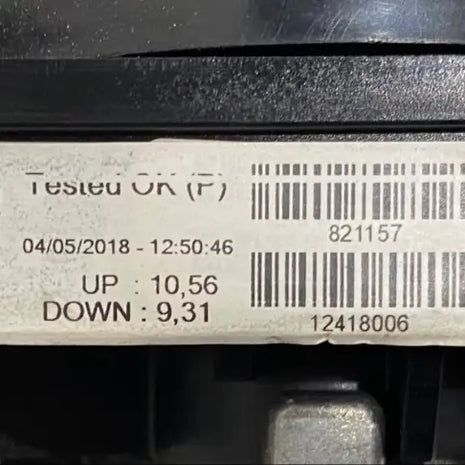 Tested OK (P)
821157
04/05/2018 - 12:50:46
UP : 10,56
DOWN : 9,31
12418006